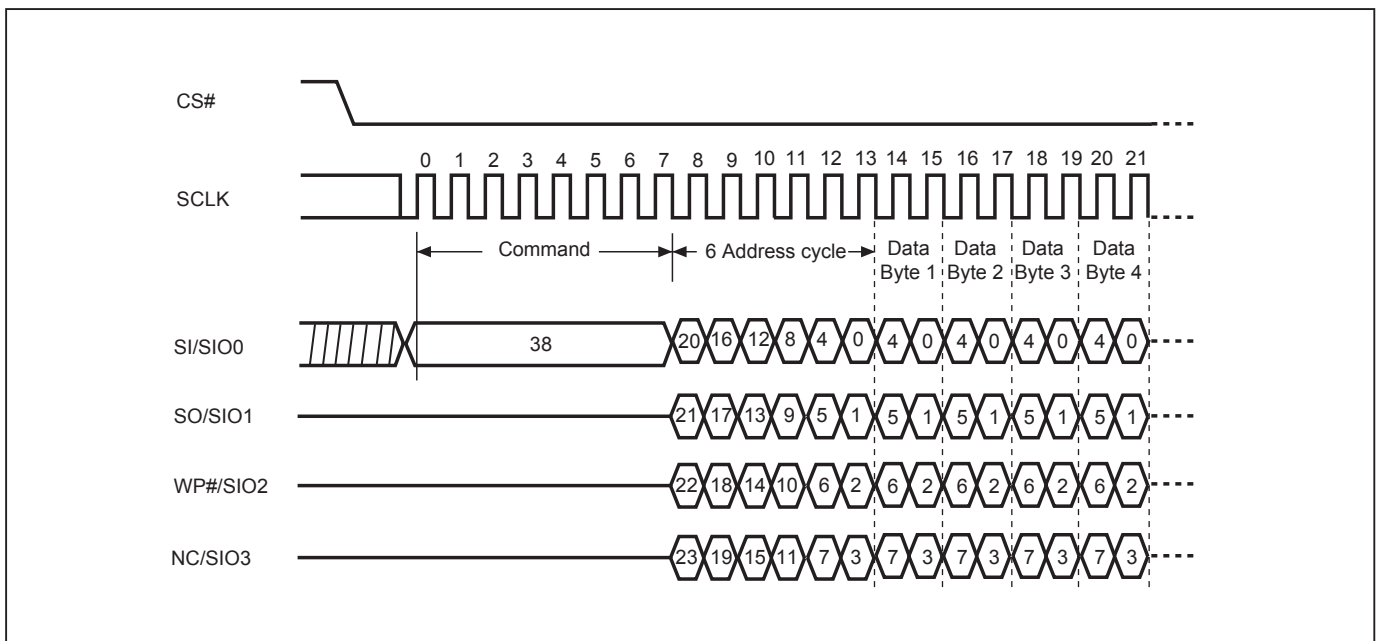 CS#
0 1 2 3 4 5 6 7 8 9 10 11 12 13 14 15 16 17 18 19 20 21
SCLK
Command 6 Address cycle Data Byte 1 Data Byte 2 Data Byte 3 Data Byte 4
SI/SIO0 38 20 16 12 8 4 0 4 0 4 0 4 0 4 0
SO/SIO1 21 17 13 9 5 1 5 1 5 1 5 1 5 1
WP#/SIO2 22 18 14 10 6 2 6 2 6 2 6 2 6 2
NC/SIO3 23 19 15 11 7 3 7 3 7 3 7 3 7 3